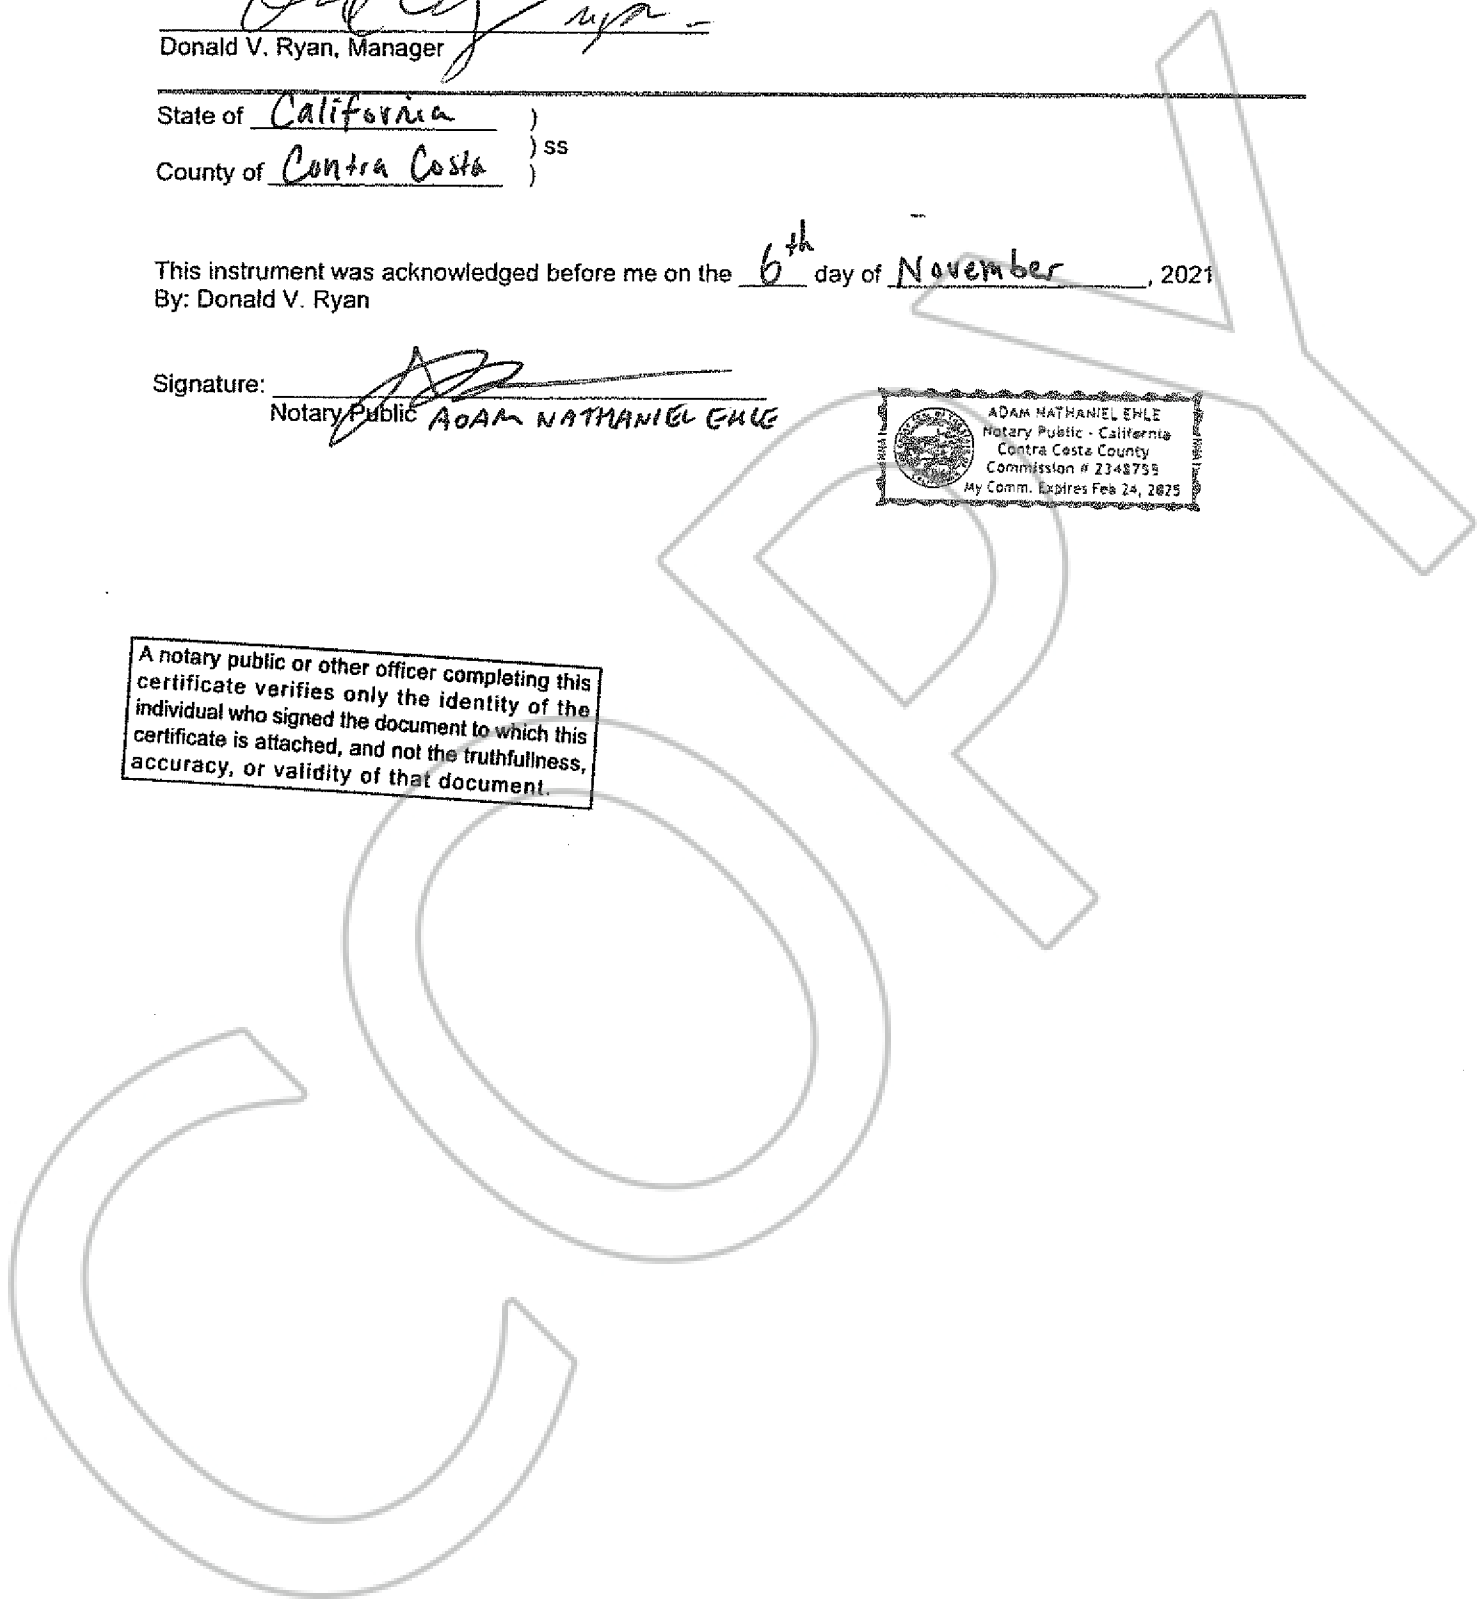 Donald V. Ryan, Manager
State of California )
) ss
County of Contra Costa )
This instrument was acknowledged before me on the 6th day of November, 2021
By: Donald V. Ryan
Signature:
Notary Public ADAM NATHANIEL EHLE
ADAM NATHANIEL EHLE
Notary Public - California
Contra Costa County
Commission # 2348759
My Comm. Expires Feb 24, 2025
A notary public or other officer completing this
certificate verifies only the identity of the
individual who signed the document to which this
certificate is attached, and not the truthfullness,
accuracy, or validity of that document.
COPY